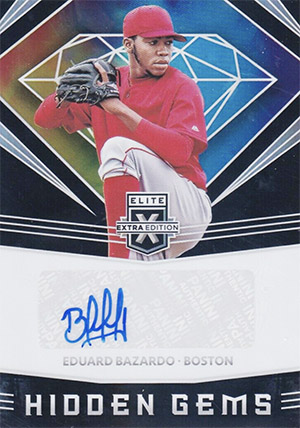 ELITE
X
EXTRA EDITION
EDUARD BAZARDO · BOSTON
HIDDEN GEMS